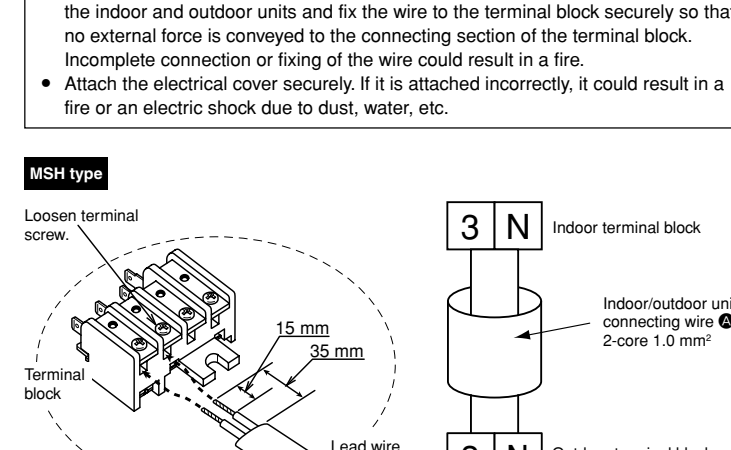 the indoor and outdoor units and fix the wire to the terminal block securely so that
no external force is conveyed to the connecting section of the terminal block.
Incomplete connection or fixing of the wire could result in a fire.
● Attach the electrical cover securely. If it is attached incorrectly, it could result in a
fire or an electric shock due to dust, water, etc.
MSH type
Loosen terminal
screw.
15 mm
35 mm
Terminal
block
Lead wire
3 N
Indoor terminal block
Indoor/outdoor uni
connecting wire A
2-core 1.0 mm²
N